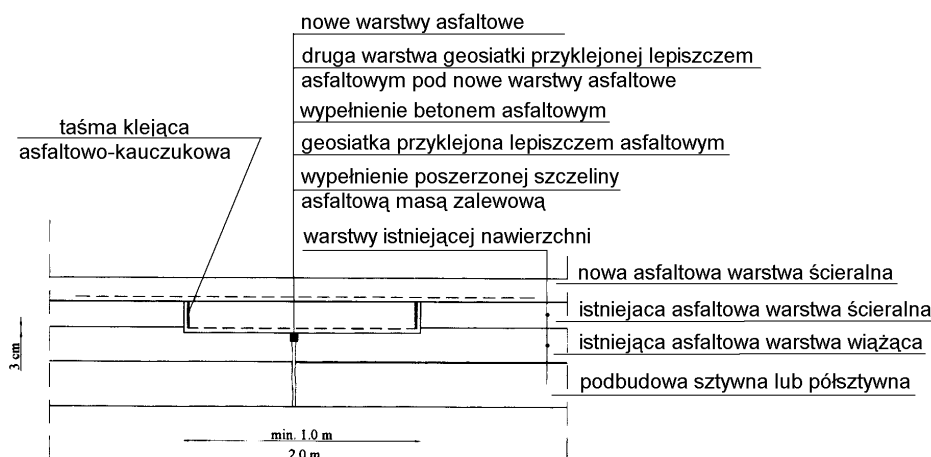 nowe warstwy asfaltowe
druga warstwa geosiatki przyklejonej lepiszczem
asfaltowym pod nowe warstwy asfaltowe
wypełnienie betonem asfaltowym
taśma klejąca
asfaltowo-kauczukowa
geosiatka przyklejona lepiszczem asfaltowym
wypełnienie poszerzonej szczeliny
asfaltową masą zalewową
warstwy istniejącej nawierzchni
nowa asfaltowa warstwa ścieralna
istniejaca asfaltowa warstwa ścieralna
istniejąca asfaltowa warstwa wiążąca
podbudowa sztywna lub półsztywna
3 cm
min. 1.0 m
2.0 m